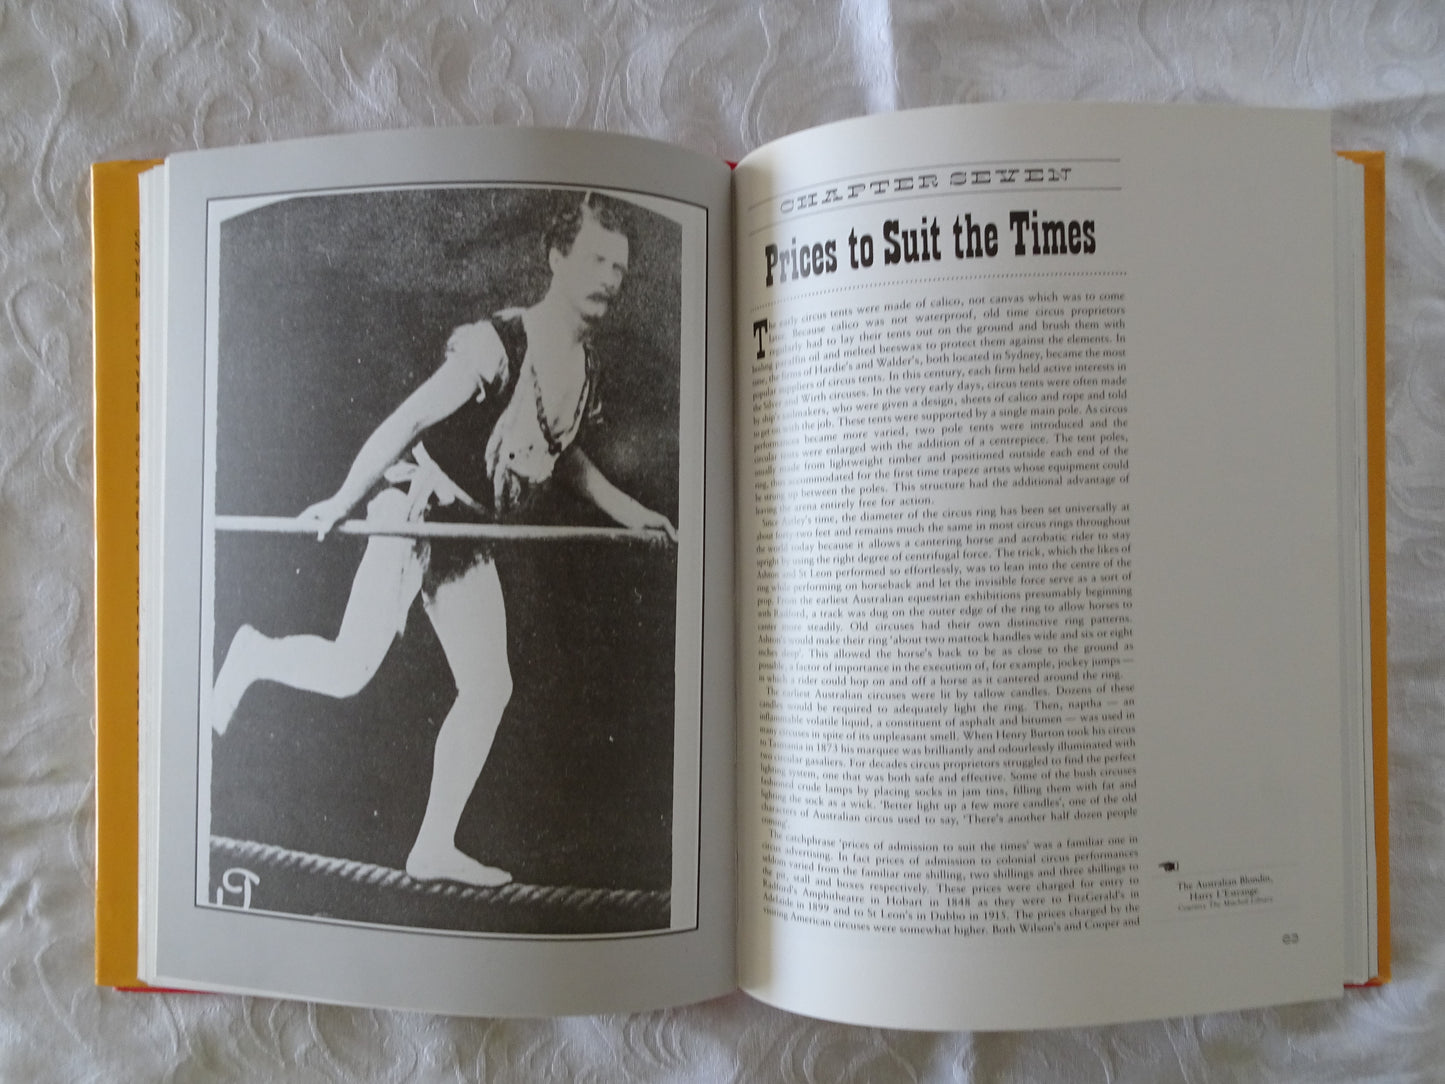 CHAPTER SEVEN
Prices to Suit the Times
The early circus tents were made of calico, not canvas which was to come
later. Because calico was not waterproof, old time circus proprietors
regularly had to lay their tents out on the ground and brush them with
boiling paraffin oil and melted beeswax to protect them against the elements. In
time, the firms of Hardie's and Walder's, both located in Sydney, became the most
popular suppliers of circus tents. In this century, each firm held active interests in
the Silver and Wirth circuses. In the very early days, circus tents were often made
by ship's sailmakers, who were given a design, sheets of calico and rope and told
to get on with the job. These tents were supported by a single main pole. As circus
performances became more varied, two pole tents were introduced and the
circular tents were enlarged with the addition of a centrepiece. The tent poles,
usually made from lightweight timber and positioned outside each end of the
ring, thus accommodated for the first time trapeze artsts whose equipment could
be strung up between the poles. This structure had the additional advantage of
leaving the arena entirely free for action.
Since Astley's time, the diameter of the circus ring has been set universally at
about forty-two feet and remains much the same in most circus rings throughout
the world today because it allows a cantering horse and acrobatic rider to stay
upright by using the right degree of centrifugal force. The trick, which the likes of
Ashton and St Leon performed so effortlessly, was to lean into the centre of the
ring while performing on horseback and let the invisible force serve as a sort of
prop. From the earliest Australian equestrian exhibitions presumably beginning
with Radford, a track was dug on the outer edge of the ring to allow horses to
canter more steadily. Old circuses had their own distinctive ring patterns.
Ashton's would make their ring 'about two mattock handles wide and six or eight
inches deep'. This allowed the horse's back to be as close to the ground as
possible, a factor of importance in the execution of, for example, jockey jumps —
in which a rider could hop on and off a horse as it cantered around the ring.
The earliest Australian circuses were lit by tallow candles. Dozens of these
candles would be required to adequately light the ring. Then, naptha — an
inflammable volatile liquid, a constituent of asphalt and bitumen — was used in
many circuses in spite of its unpleasant smell. When Henry Burton took his circus
to Tasmania in 1873 his marquee was brilliantly and odourlessly illuminated with
two circular gasaliers. For decades circus proprietors struggled to find the perfect
lighting system, one that was both safe and effective. Some of the bush circuses
fashioned crude lamps by placing socks in jam tins, filling them with fat and
lighting the sock as a wick. 'Better light up a few more candles', one of the old
characters of Australian circus used to say, 'There's another half dozen people
coming'.
The catchphrase 'prices of admission to suit the times' was a familiar one in
circus advertising. In fact prices of admission to colonial circus performances
seldom varied from the familiar one shilling, two shillings and three shillings to
the pit, stall and boxes respectively. These prices were charged for entry to
Radford's Amphitheatre in Hobart in 1848 as they were to FitzGerald's in
Adelaide in 1899 and to St Leon's in Dubbo in 1915. The prices charged by the
visiting American circuses were somewhat higher. Both Wilson's and Cooper and
The Australian Blondin,
Harry L'Estrange.
Courtesy The Mitchell Library
63